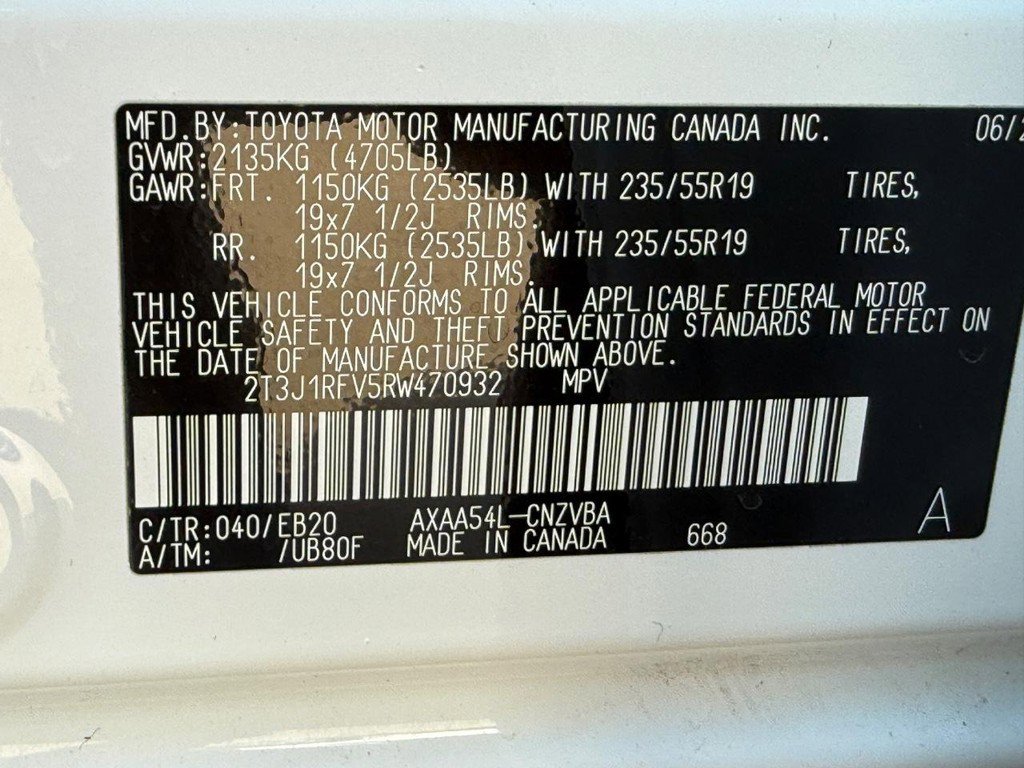 MFD.BY:TOYOTA MOTOR MANUFACTURING CANADA INC. 06/2
GVWR:2135KG (4705LB)
GAWR:FRT. 1150KG (2535LB) WITH 235/55R19 TIRES,
19x7 1/2J RIMS.
RR. 1150KG (2535LB) WITH 235/55R19 TIRES,
19x7 1/2J RIMS.
THIS VEHICLE CONFORMS TO ALL APPLICABLE FEDERAL MOTOR
VEHICLE SAFETY AND THEFT PREVENTION STANDARDS IN EFFECT ON
THE DATE OF MANUFACTURE SHOWN ABOVE.
2T3J1RFV5RW470932 MPV
C/TR:040/EB20 AXAA54L-CNZVBA
A/TM: /UB80F MADE IN CANADA 668 A